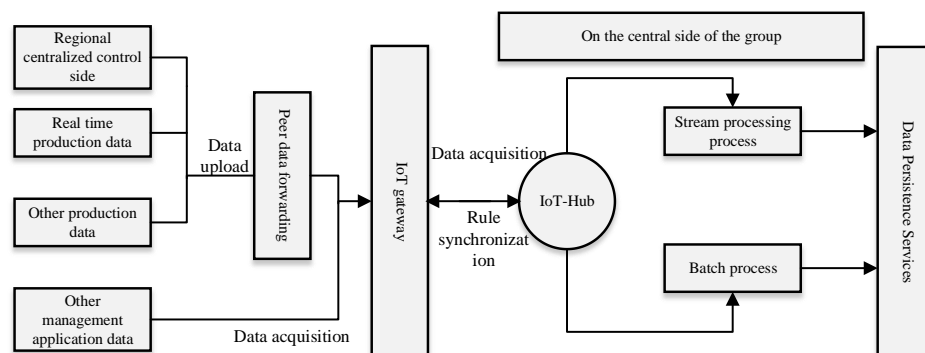 Regional
centralized control
side
Real time
production data
Other production
data
Other
management
application data
Data
upload
Peer data forwarding
Data acquisition
IoT gateway
Data acquisition
Rule
synchronizat
ion
IoT-Hub
On the central side of the group
Stream processing
process
Batch process
Data Persistence Services